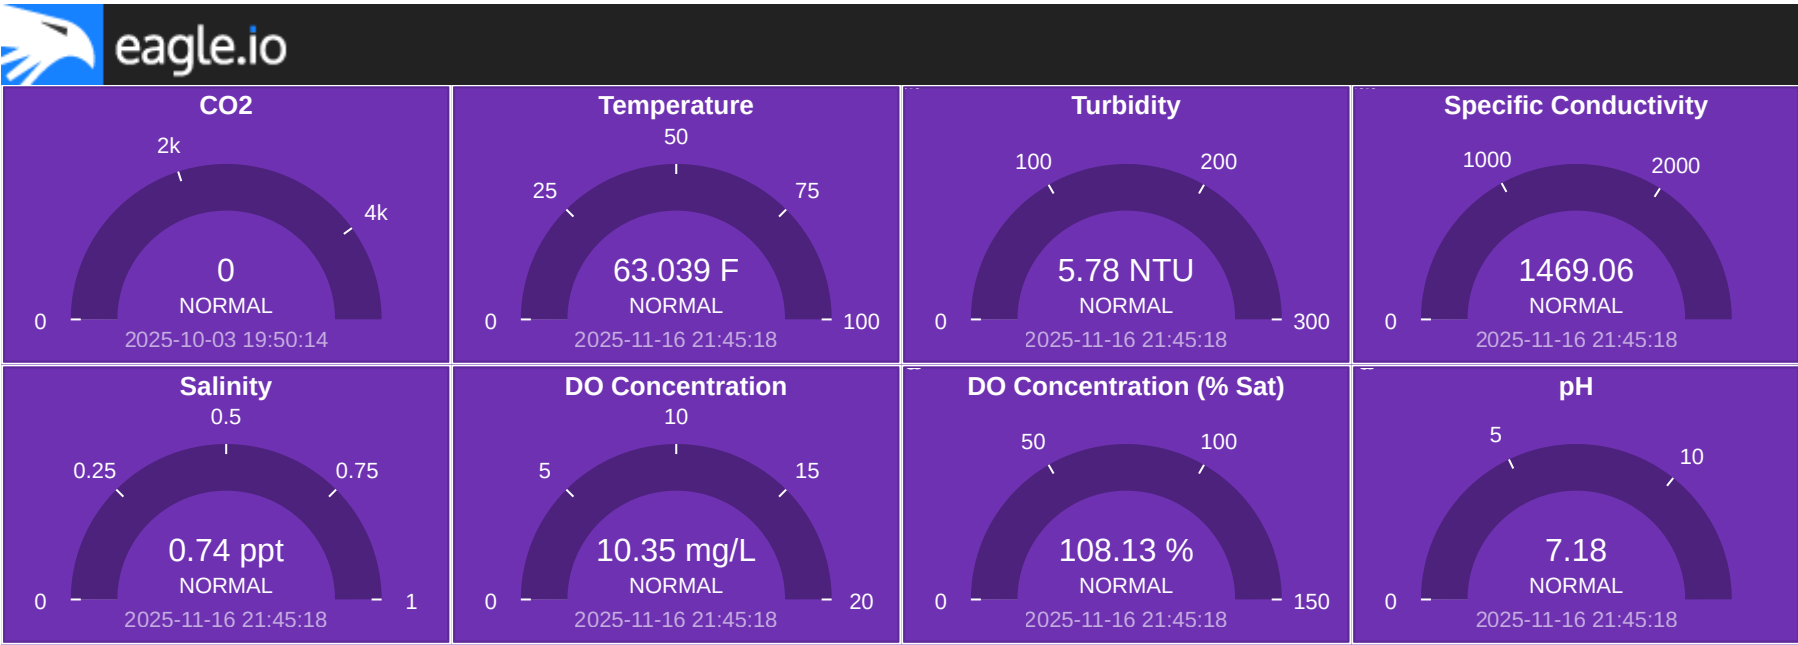 eagle.io
CO2
2k
4k
0
0
NORMAL
2025-10-03 19:50:14
Temperature
50
25
75
63.039 F
NORMAL
0
100
2025-11-16 21:45:18
Turbidity
100
200
5.78 NTU
NORMAL
0
300
2025-11-16 21:45:18
Specific Conductivity
1000
2000
1469.06
NORMAL
0
2025-11-16 21:45:18
Salinity
0.5
0.25
0.75
0.74 ppt
NORMAL
0
1
2025-11-16 21:45:18
DO Concentration
10
5
15
10.35 mg/L
NORMAL
0
20
2025-11-16 21:45:18
DO Concentration (% Sat)
50
100
108.13 %
NORMAL
0
150
2025-11-16 21:45:18
pH
5
10
7.18
NORMAL
0
2025-11-16 21:45:18